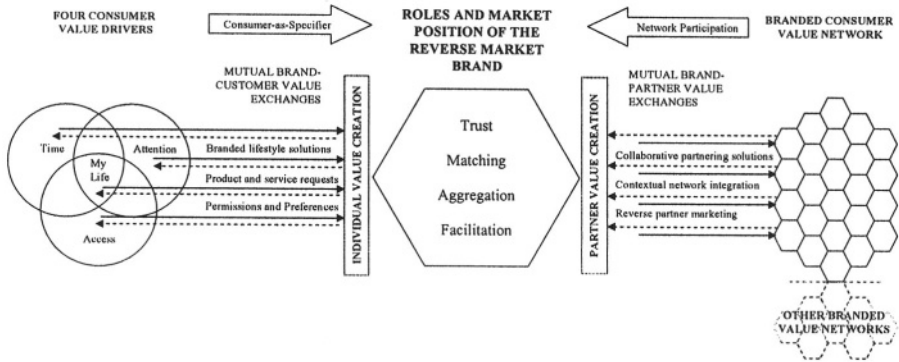 FOUR CONSUMER
VALUE DRIVERS
Consumer-as-Specifier
ROLES AND MARKET
POSITION OF THE
REVERSE MARKET
BRAND
Network Participation
BRANDED CONSUMER
VALUE NETWORK
MUTUAL BRAND-
CUSTOMER VALUE
EXCHANGES
Time
Attention
My
Life
Access
Branded lifestyle solutions
Product and service requests
Permissions and Preferences
INDIVIDUAL VALUE CREATION
Trust
Matching
Aggregation
Facilitation
PARTNER VALUE CREATION
MUTUAL BRAND-
PARTNER VALUE
EXCHANGES
Collaborative partnering solutions
Contextual network integration
Reverse partner marketing
OTHER BRANDED
VALUE NETWORKS